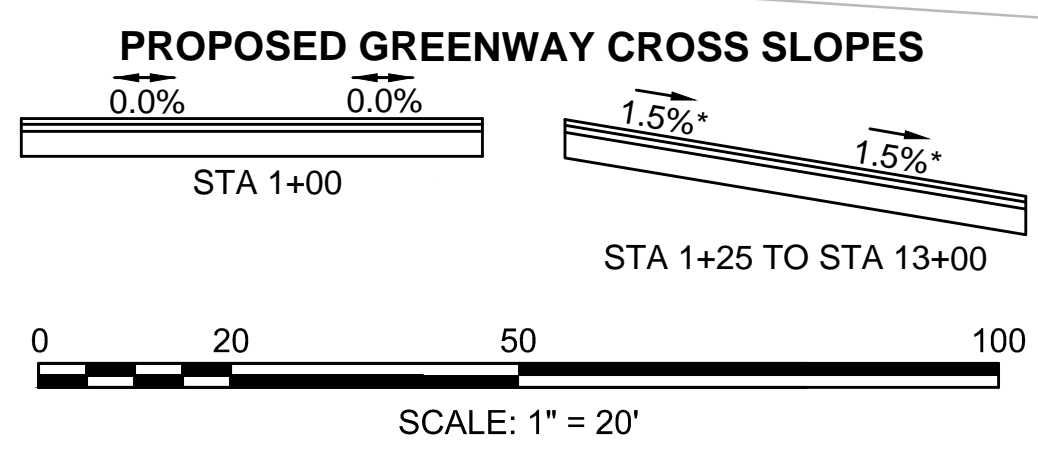 PROPOSED GREENWAY CROSS SLOPES
0.0% 0.0%
STA 1+00
1.5%* 1.5%*
STA 1+25 TO STA 13+00
0 20 50 100
SCALE: 1" = 20'